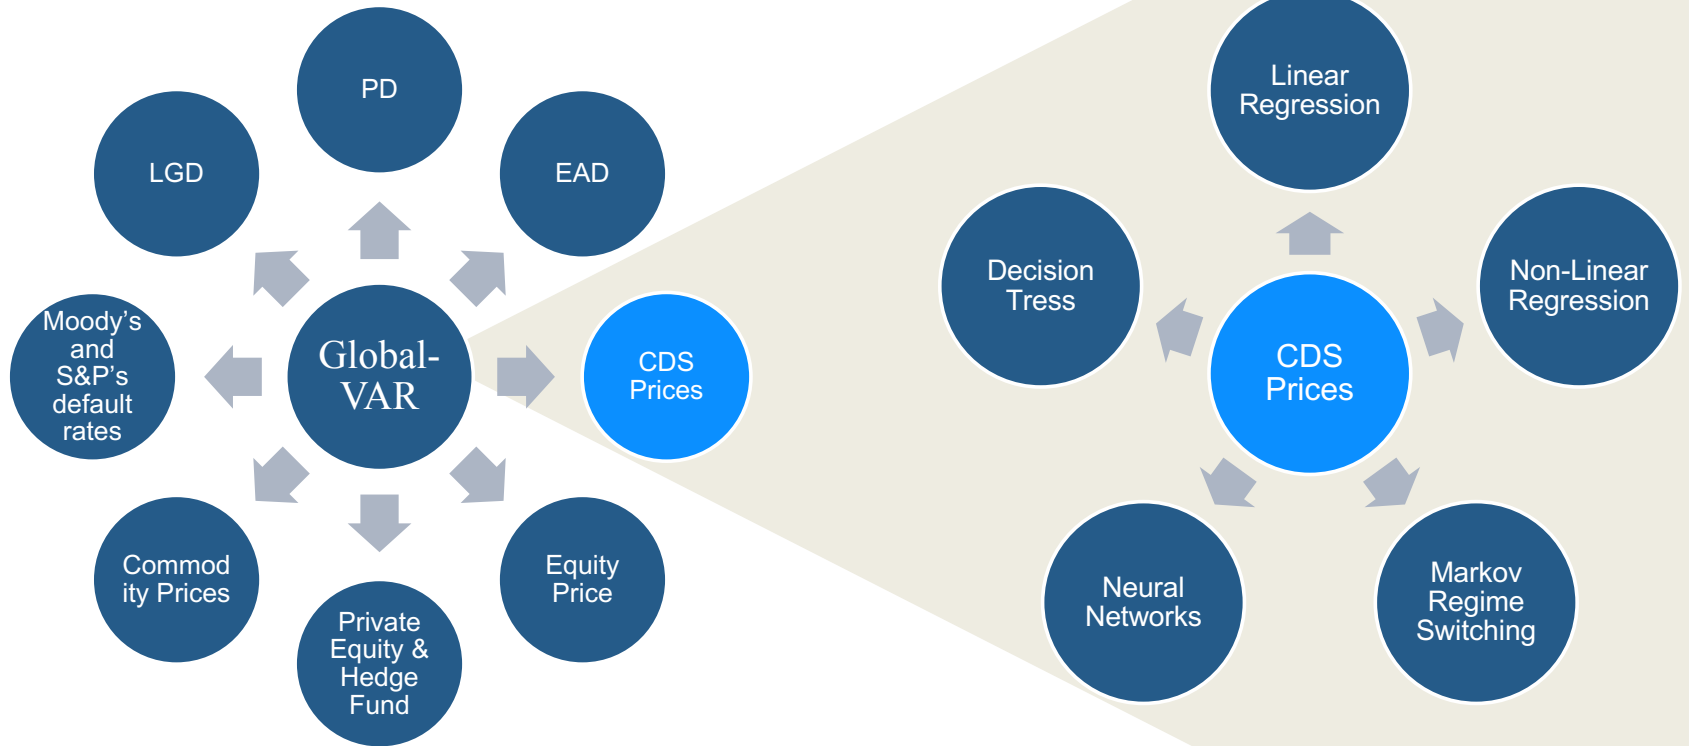 PD
LGD
EAD
Moody’s
and
S&P’s
default
rates
Global-
VAR
CDS
Prices
Commod
ity Prices
Equity
Price
Private
Equity &
Hedge
Fund
Linear
Regression
Decision
Tress
Non-Linear
Regression
CDS
Prices
Neural
Networks
Markov
Regime
Switching